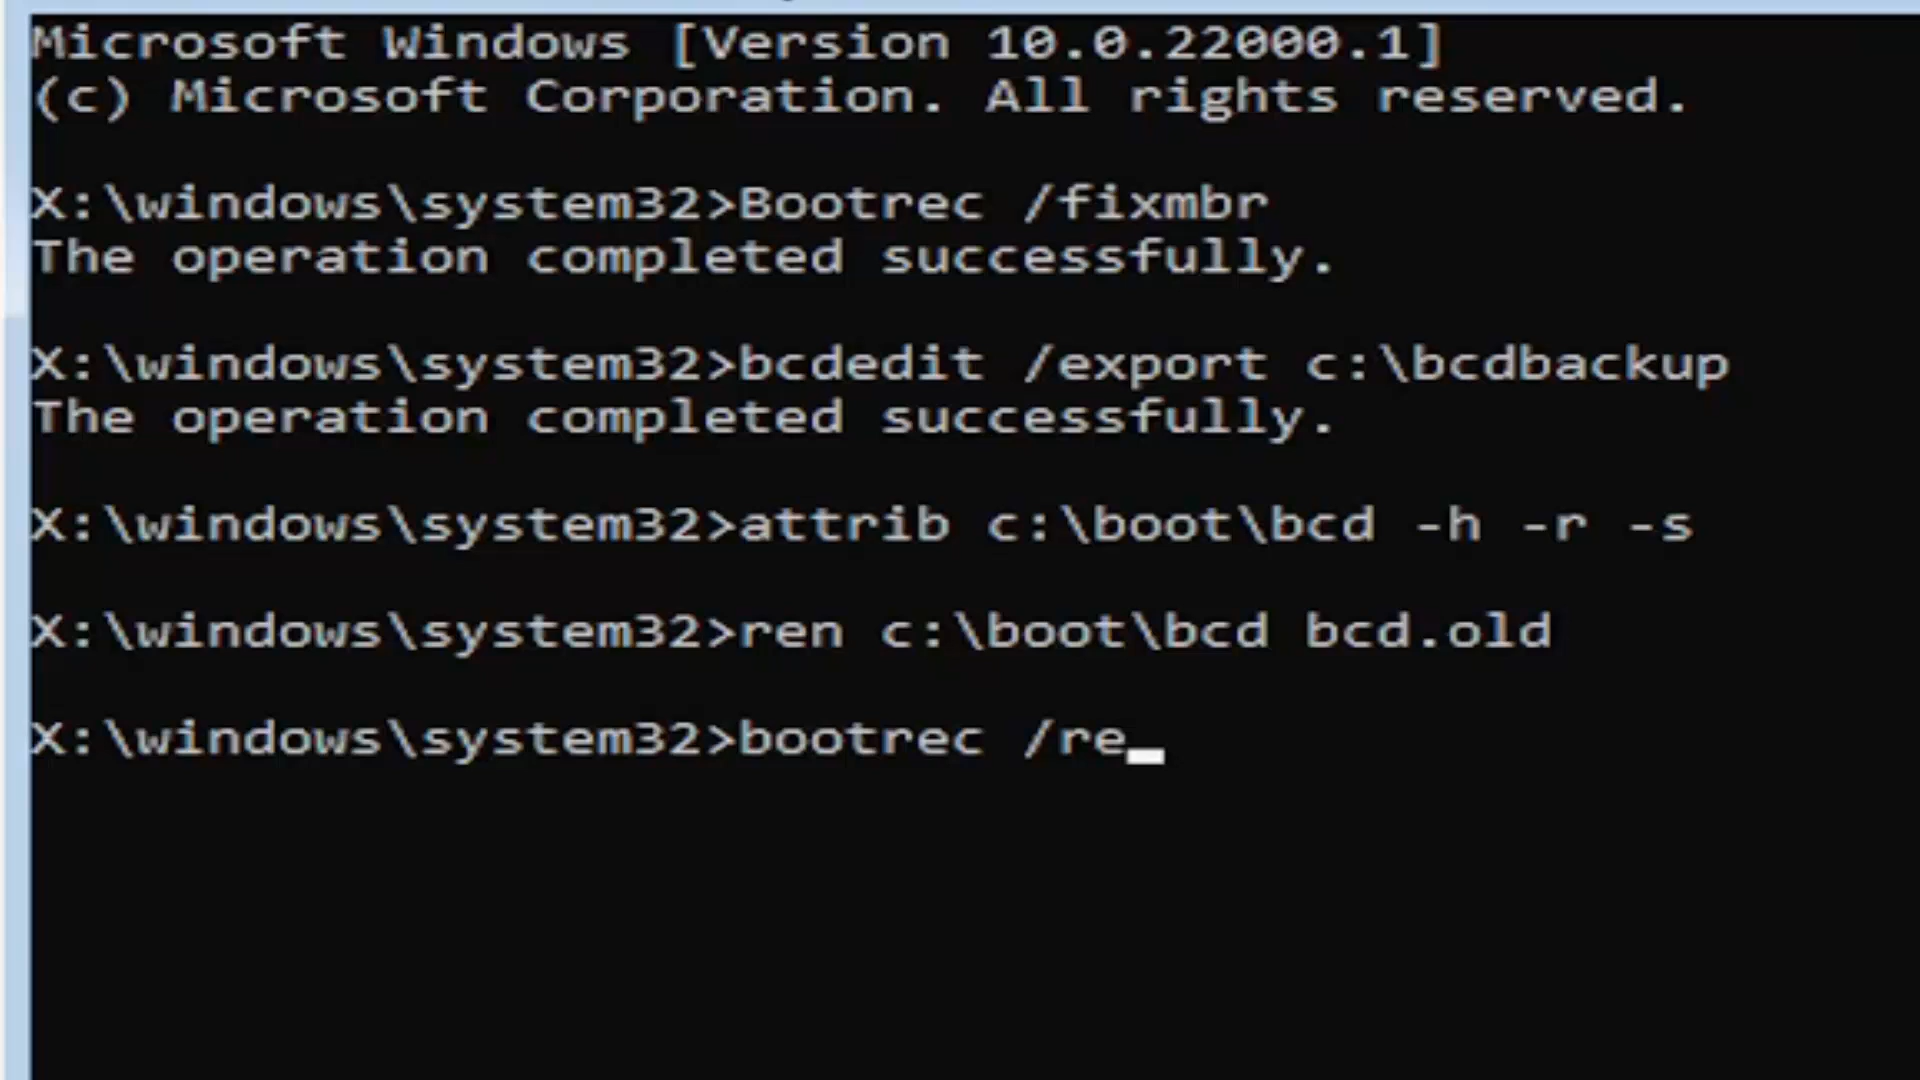 Microsoft Windows [Version 10.0.22000.1]
(c) Microsoft Corporation. All rights reserved.
X:\windows\system32>Bootrec /fixmbr
The operation completed successfully.
X:\windows\system32>bcdedit /export c:\bcdbackup
The operation completed successfully.
X:\windows\system32>attrib c:\boot\bcd -h -r -s
X:\windows\system32>ren c:\boot\bcd bcd.old
X:\windows\system32>bootrec /re